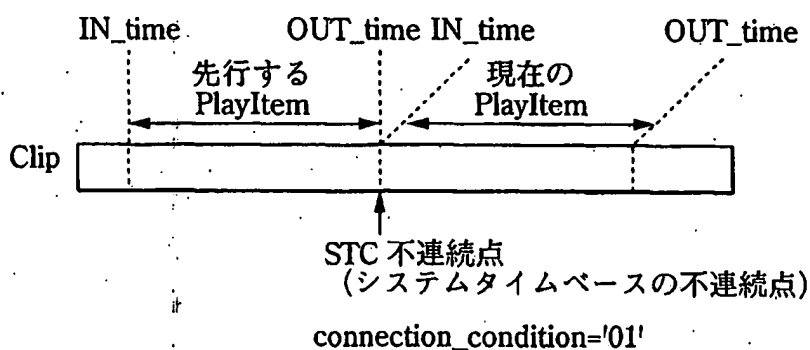 IN_time OUT_time IN_time OUT_time
先行する
PlayItem
現在の
PlayItem
Clip
STC 不連続点
(システムタイムベースの不連続点)
connection_condition='01'